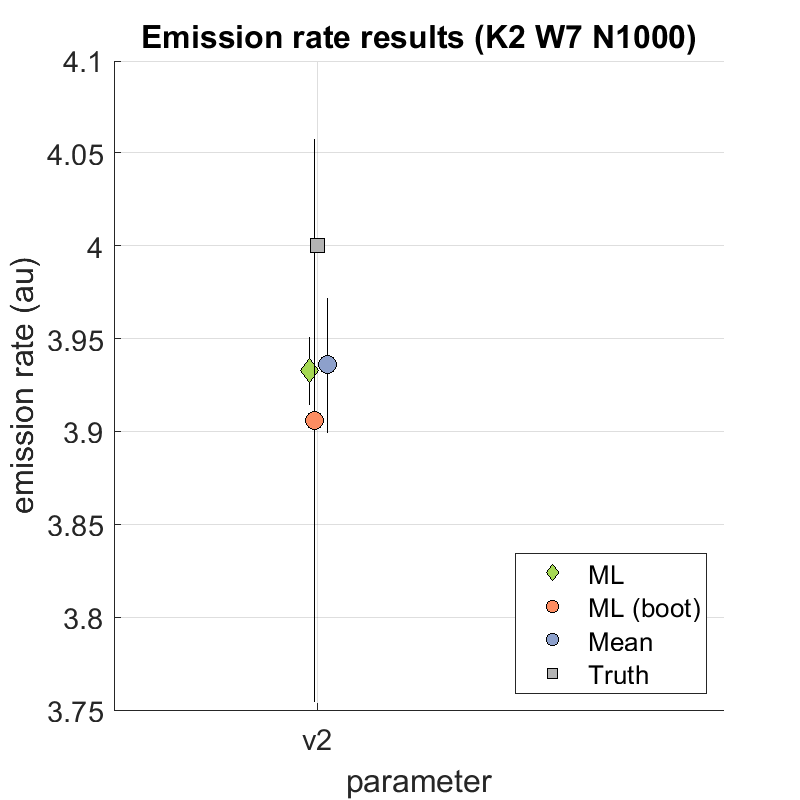 Emission rate results (K2 W7 N1000)
4.1
4.05
4
3.95
3.9
3.85
3.8
3.75
emission rate (au)
v2
parameter
ML
ML (boot)
Mean
Truth